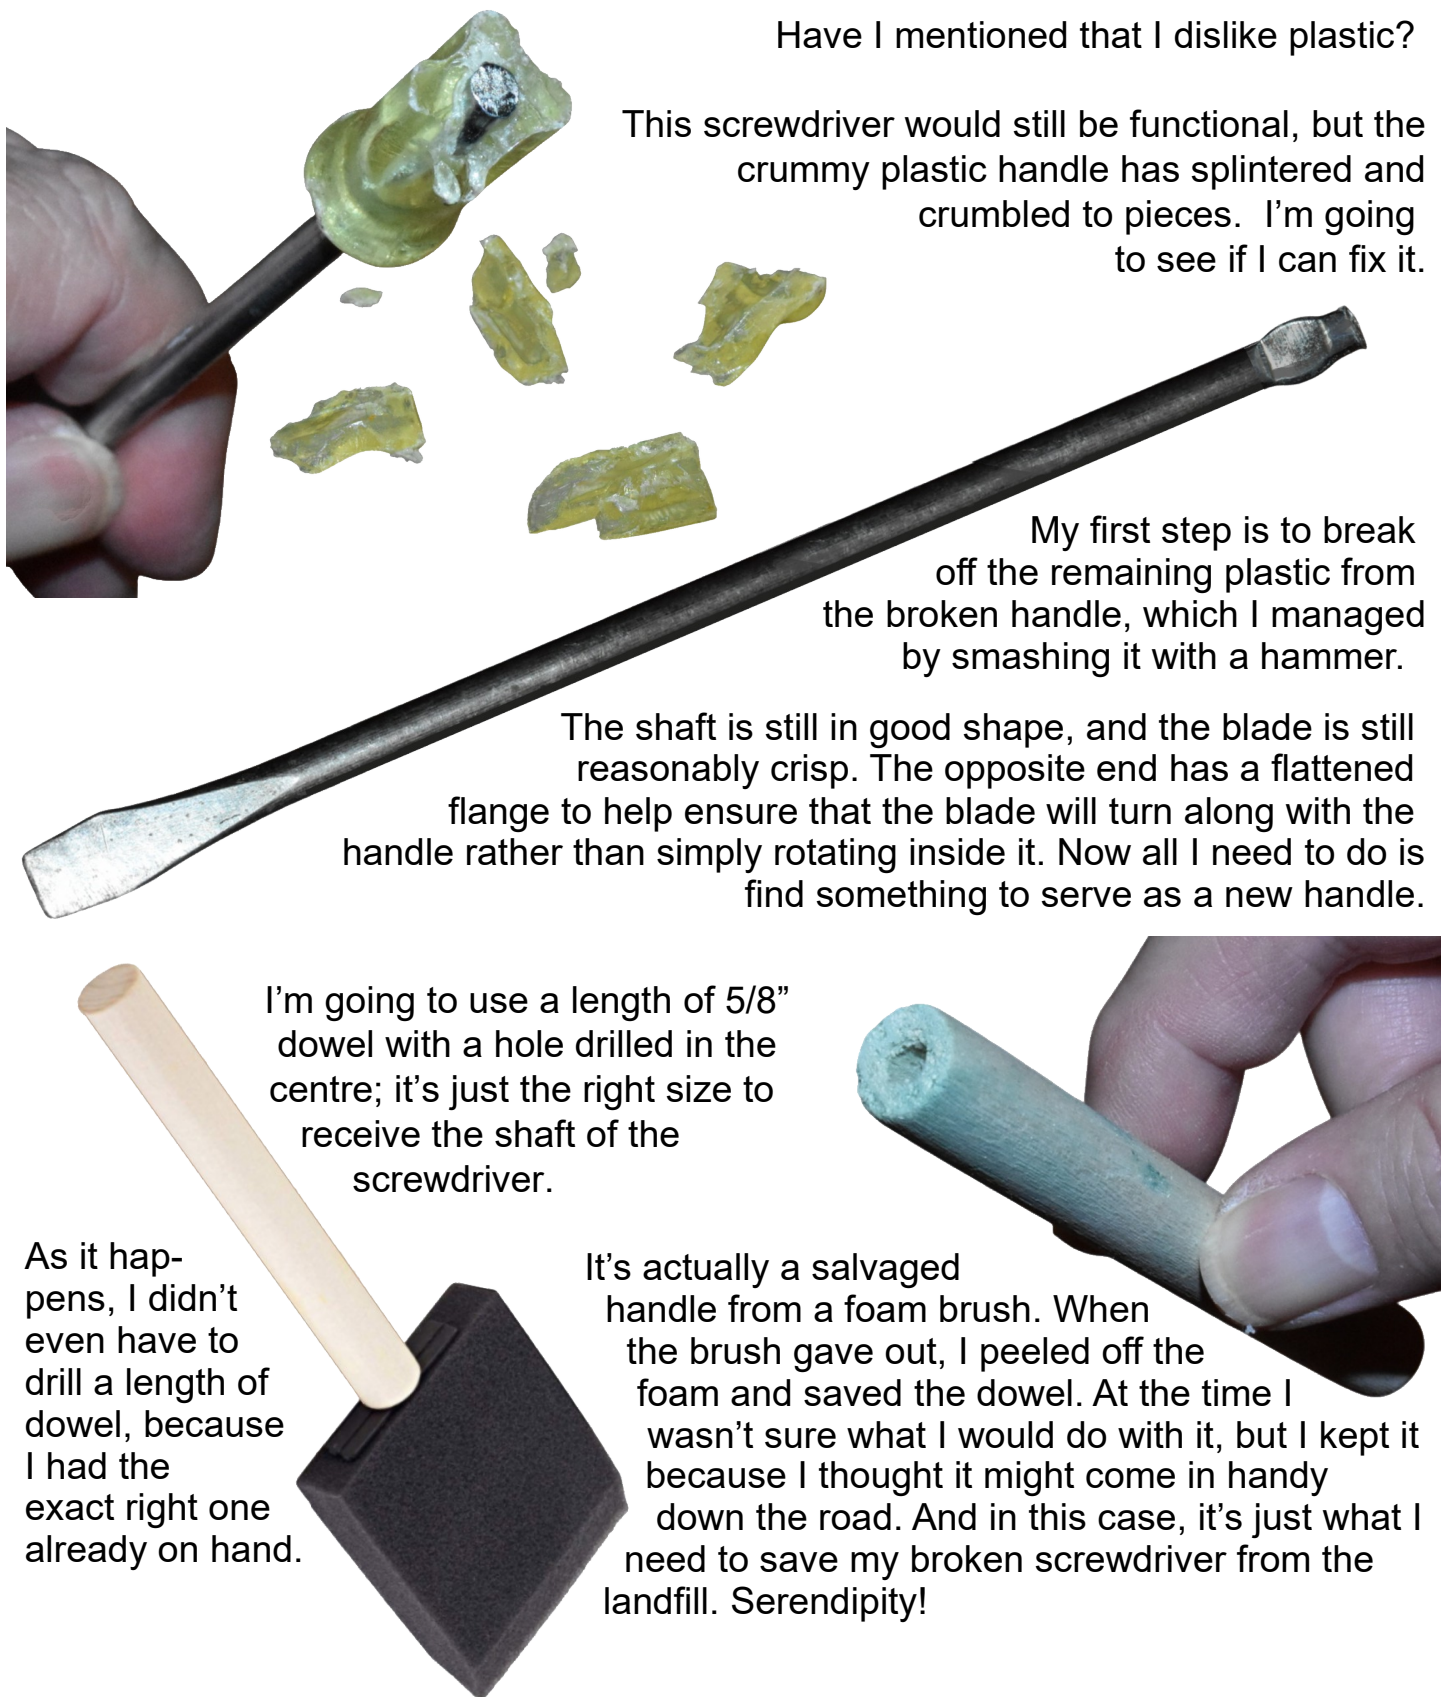 Have I mentioned that I dislike plastic?
This screwdriver would still be functional, but the
crummy plastic handle has splintered and
crumbled to pieces.  I’m going
to see if I can fix it.
My first step is to break
off the remaining plastic from
the broken handle, which I managed
by smashing it with a hammer.
The shaft is still in good shape, and the blade is still
reasonably crisp. The opposite end has a flattened
flange to help ensure that the blade will turn along with the
handle rather than simply rotating inside it. Now all I need to do is
find something to serve as a new handle.
I’m going to use a length of 5/8”
dowel with a hole drilled in the
centre; it’s just the right size to
receive the shaft of the
screwdriver.
As it hap-
pens, I didn’t
even have to
drill a length of
dowel, because
I had the
exact right one
already on hand.
It’s actually a salvaged
handle from a foam brush. When
the brush gave out, I peeled off the
foam and saved the dowel. At the time I
wasn’t sure what I would do with it, but I kept it
because I thought it might come in handy
down the road. And in this case, it’s just what I
need to save my broken screwdriver from the
landfill. Serendipity!